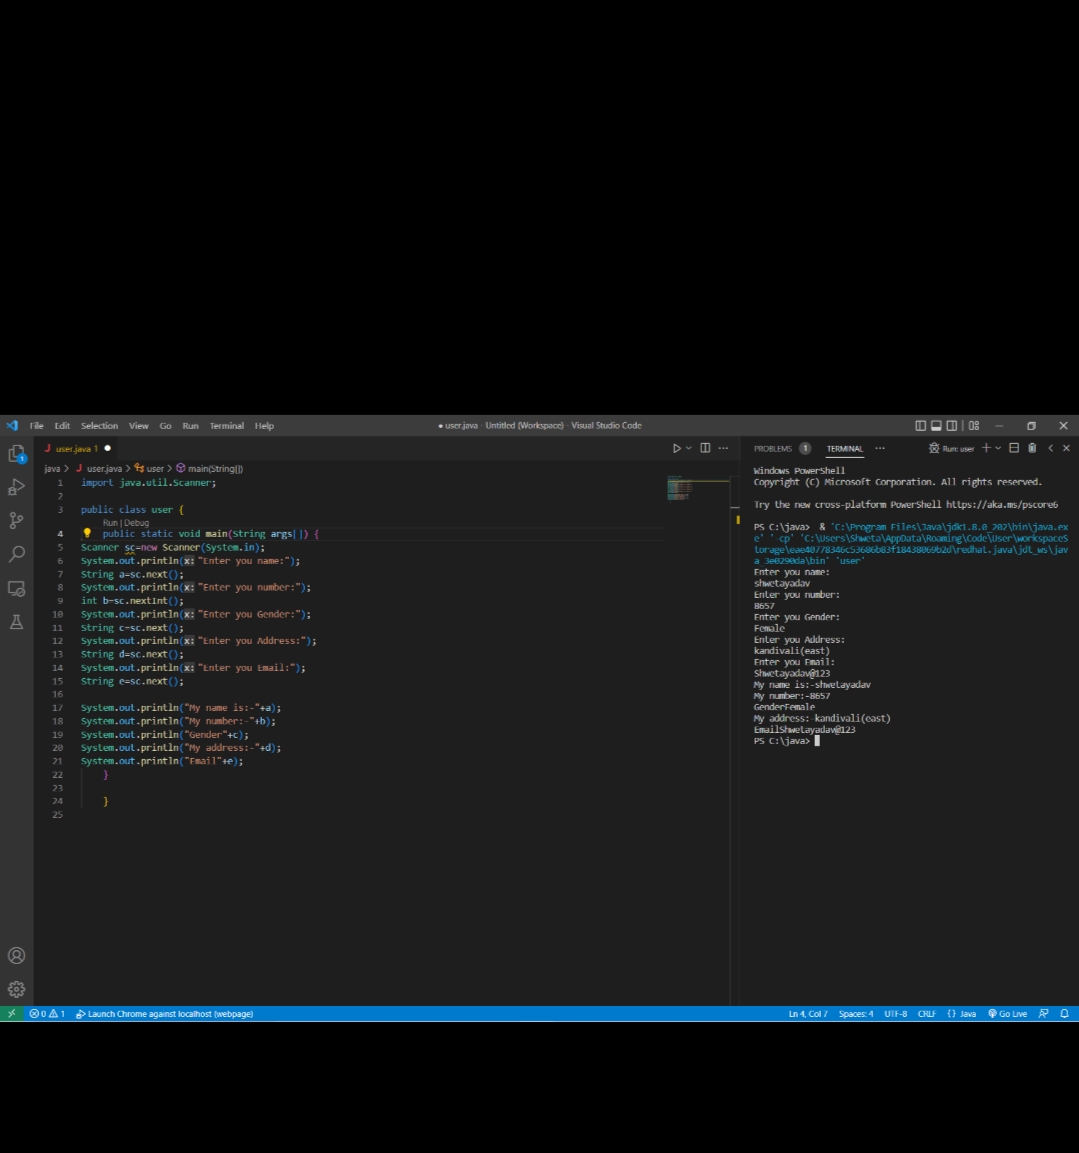 File Edit Selection View Go Run Terminal Help
● user.java - Untitled (Workspace) - Visual Studio Code
J user.java 1 ●
java > J user.java > user > main(String[])
1 import java.util.Scanner;
2
3 public class user {
Run | Debug
4 public static void main(String args[]) {
5 Scanner sc=new Scanner(System.in);
6 System.out.println(x: "Enter you name:");
7 String a=sc.next();
8 System.out.println(x: "Enter you number:");
9 int b=sc.nextInt();
10 System.out.println(x: "Enter you Gender:");
11 String c=sc.next();
12 System.out.println(x: "Enter you Address:");
13 String d=sc.next();
14 System.out.println(x: "Enter you Email:");
15 String e=sc.next();
16
17 System.out.println("My name is:-"+a);
18 System.out.println("My number:-"+b);
19 System.out.println("Gender"+c);
20 System.out.println("My address:-"+d);
21 System.out.println("Email"+e);
22 }
23
24 }
25
PROBLEMS 1 TERMINAL ... Run: user
Windows PowerShell
Copyright (C) Microsoft Corporation. All rights reserved.
Try the new cross-platform PowerShell https://aka.ms/pscore6
PS C:\java> & 'C:\Program Files\Java\jdk1.8.0_202\bin\java.ex
e' '-cp' 'C:\Users\Shweta\AppData\Roaming\Code\User\workspaceS
torage\eae40778346c53686b83f18438069b2d\redhat.java\jdt_ws\jav
a_3e0290da\bin' 'user'
Enter you name:
shwetayadav
Enter you number:
8657
Enter you Gender:
Female
Enter you Address:
kandivali(east)
Enter you Email:
Shwetayadav@123
My name is:-shwetayadav
My number:-8657
GenderFemale
My address:-kandivali(east)
EmailShwetayadav@123
PS C:\java>
0 1 Launch Chrome against localhost (webpage)
Ln 4, Col 7 Spaces: 4 UTF-8 CRLF {} Java Go Live